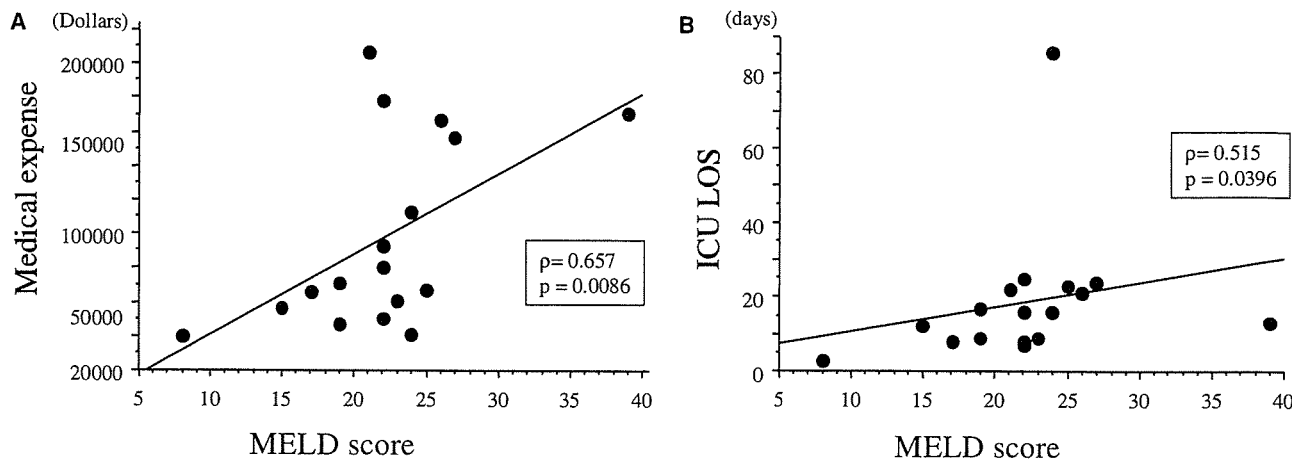 A
(Dollars)
Medical expense
200000
150000
100000
50000
20000
ρ= 0.657
p = 0.0086
5 10 15 20 25 30 35 40
MELD score
B
(days)
ICU LOS
80
60
40
20
0
ρ= 0.515
p = 0.0396
5 10 15 20 25 30 35 40
MELD score